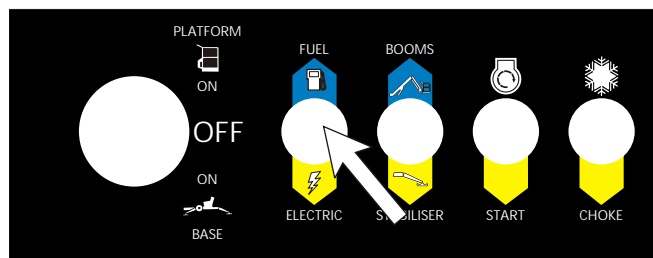 PLATFORM
ON
OFF
ON
BASE
FUEL
ELECTRIC
BOOMS
STABILISER
START
CHOKE